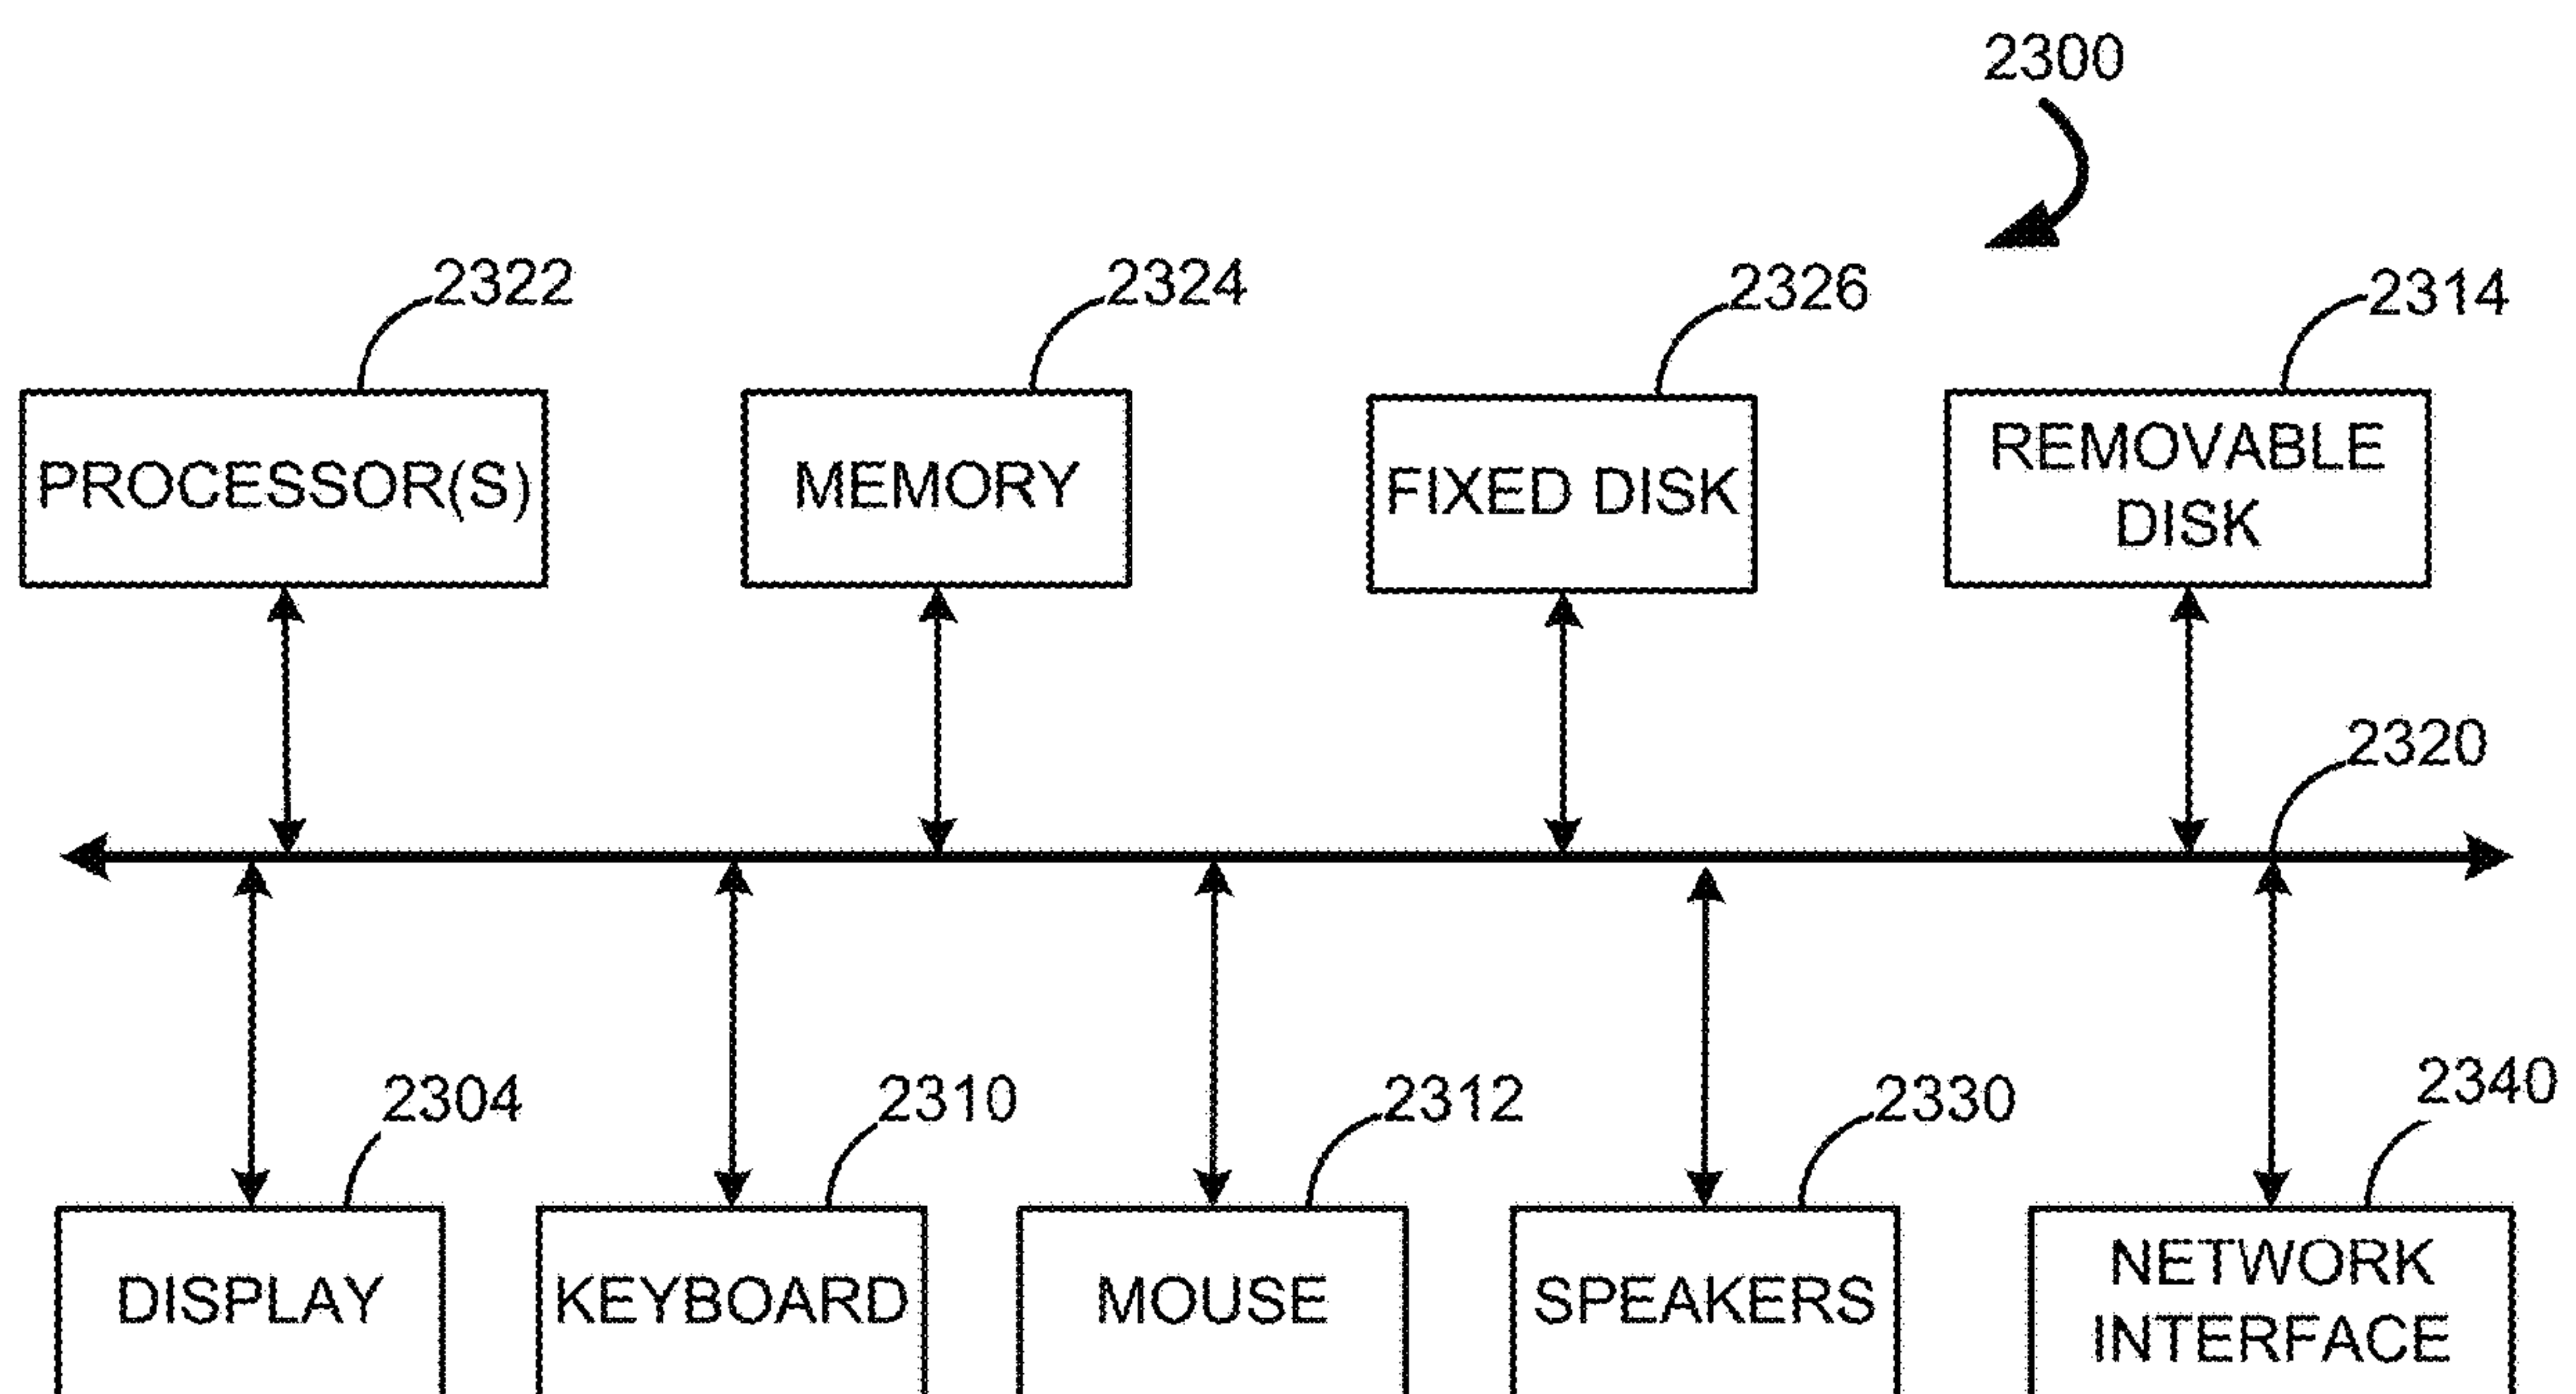 2300
2322
2324
2326
2314
PROCESSOR(S)
MEMORY
FIXED DISK
REMOVABLE
DISK
2320
2304
2310
2312
2330
2340
DISPLAY
KEYBOARD
MOUSE
SPEAKERS
NETWORK
INTERFACE